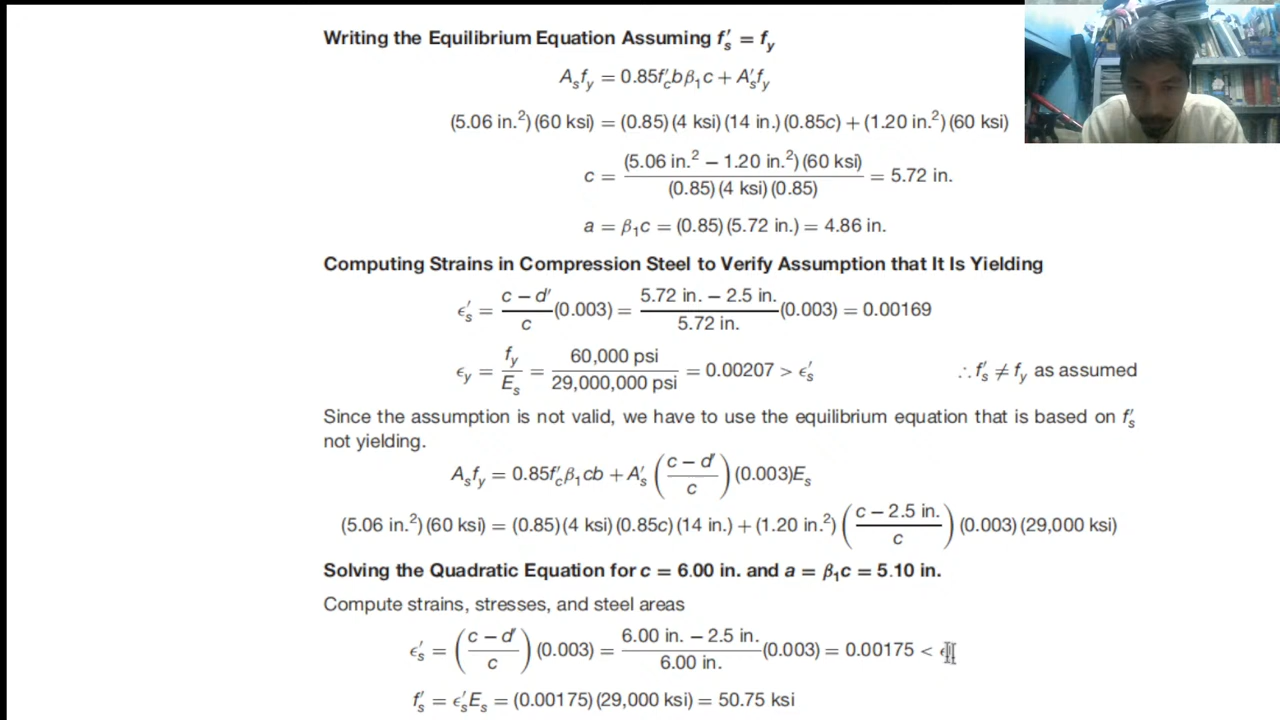 Writing the Equilibrium Equation Assuming f′s = fy
Asfy = 0.85f′cbβ1c + A′sfy
(5.06 in.²)(60 ksi) = (0.85)(4 ksi)(14 in.)(0.85c) + (1.20 in.²)(60 ksi)
c = (5.06 in.² − 1.20 in.²)(60 ksi) / (0.85)(4 ksi)(0.85) = 5.72 in.
a = β1c = (0.85)(5.72 in.) = 4.86 in.
Computing Strains in Compression Steel to Verify Assumption that It Is Yielding
ϵ′s = c − d′ / c (0.003) = 5.72 in. − 2.5 in. / 5.72 in. (0.003) = 0.00169
ϵy = fy / Es = 60,000 psi / 29,000,000 psi = 0.00207 > ϵ′s ∴ f′s ≠ fy as assumed
Since the assumption is not valid, we have to use the equilibrium equation that is based on f′s
not yielding.
Asfy = 0.85f′cβ1cb + A′s (c − d′ / c) (0.003)Es
(5.06 in.²)(60 ksi) = (0.85)(4 ksi)(0.85c)(14 in.) + (1.20 in.²) (c − 2.5 in. / c) (0.003)(29,000 ksi)
Solving the Quadratic Equation for c = 6.00 in. and a = β1c = 5.10 in.
Compute strains, stresses, and steel areas
ϵ′s = (c − d′ / c) (0.003) = 6.00 in. − 2.5 in. / 6.00 in. (0.003) = 0.00175 <
f′s = ϵ′sEs = (0.00175)(29,000 ksi) = 50.75 ksi